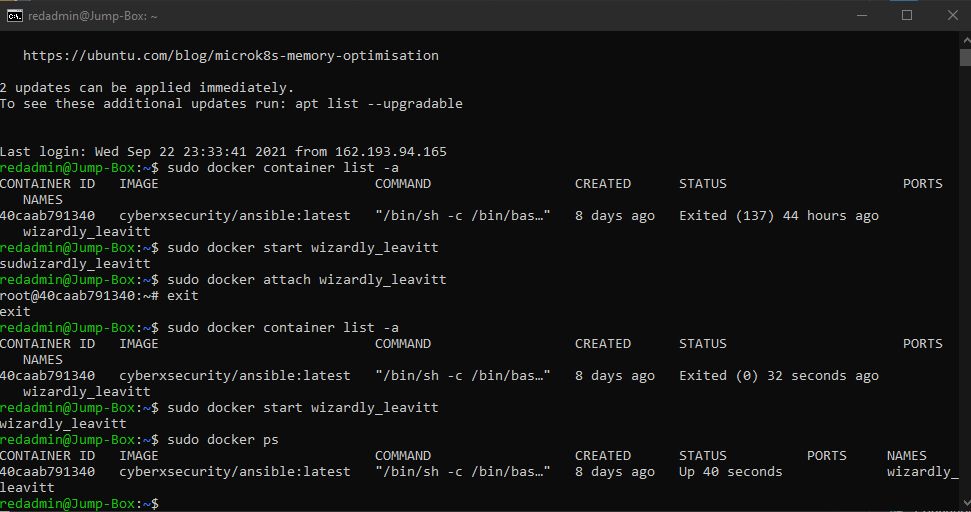 redadmin@Jump-Box: ~
https://ubuntu.com/blog/microk8s-memory-optimisation
2 updates can be applied immediately.
To see these additional updates run: apt list --upgradable
Last login: Wed Sep 22 23:33:41 2021 from 162.193.94.165
redadmin@Jump-Box:~$ sudo docker container list -a
CONTAINER ID   IMAGE                           COMMAND                  CREATED      STATUS                      PORTS
   NAMES
40caab791340   cyberxsecurity/ansible:latest   "/bin/sh -c /bin/bas…"   8 days ago   Exited (137) 44 hours ago
   wizardly_leavitt
redadmin@Jump-Box:~$ sudo docker start wizardly_leavitt
sudwizardly_leavitt
redadmin@Jump-Box:~$ sudo docker attach wizardly_leavitt
root@40caab791340:~# exit
exit
redadmin@Jump-Box:~$ sudo docker container list -a
CONTAINER ID   IMAGE                           COMMAND                  CREATED      STATUS                      PORTS
   NAMES
40caab791340   cyberxsecurity/ansible:latest   "/bin/sh -c /bin/bas…"   8 days ago   Exited (0) 32 seconds ago
   wizardly_leavitt
redadmin@Jump-Box:~$ sudo docker start wizardly_leavitt
wizardly_leavitt
redadmin@Jump-Box:~$ sudo docker ps
CONTAINER ID   IMAGE                           COMMAND                  CREATED      STATUS          PORTS     NAMES
40caab791340   cyberxsecurity/ansible:latest   "/bin/sh -c /bin/bas…"   8 days ago   Up 40 seconds             wizardly_
leavitt
redadmin@Jump-Box:~$